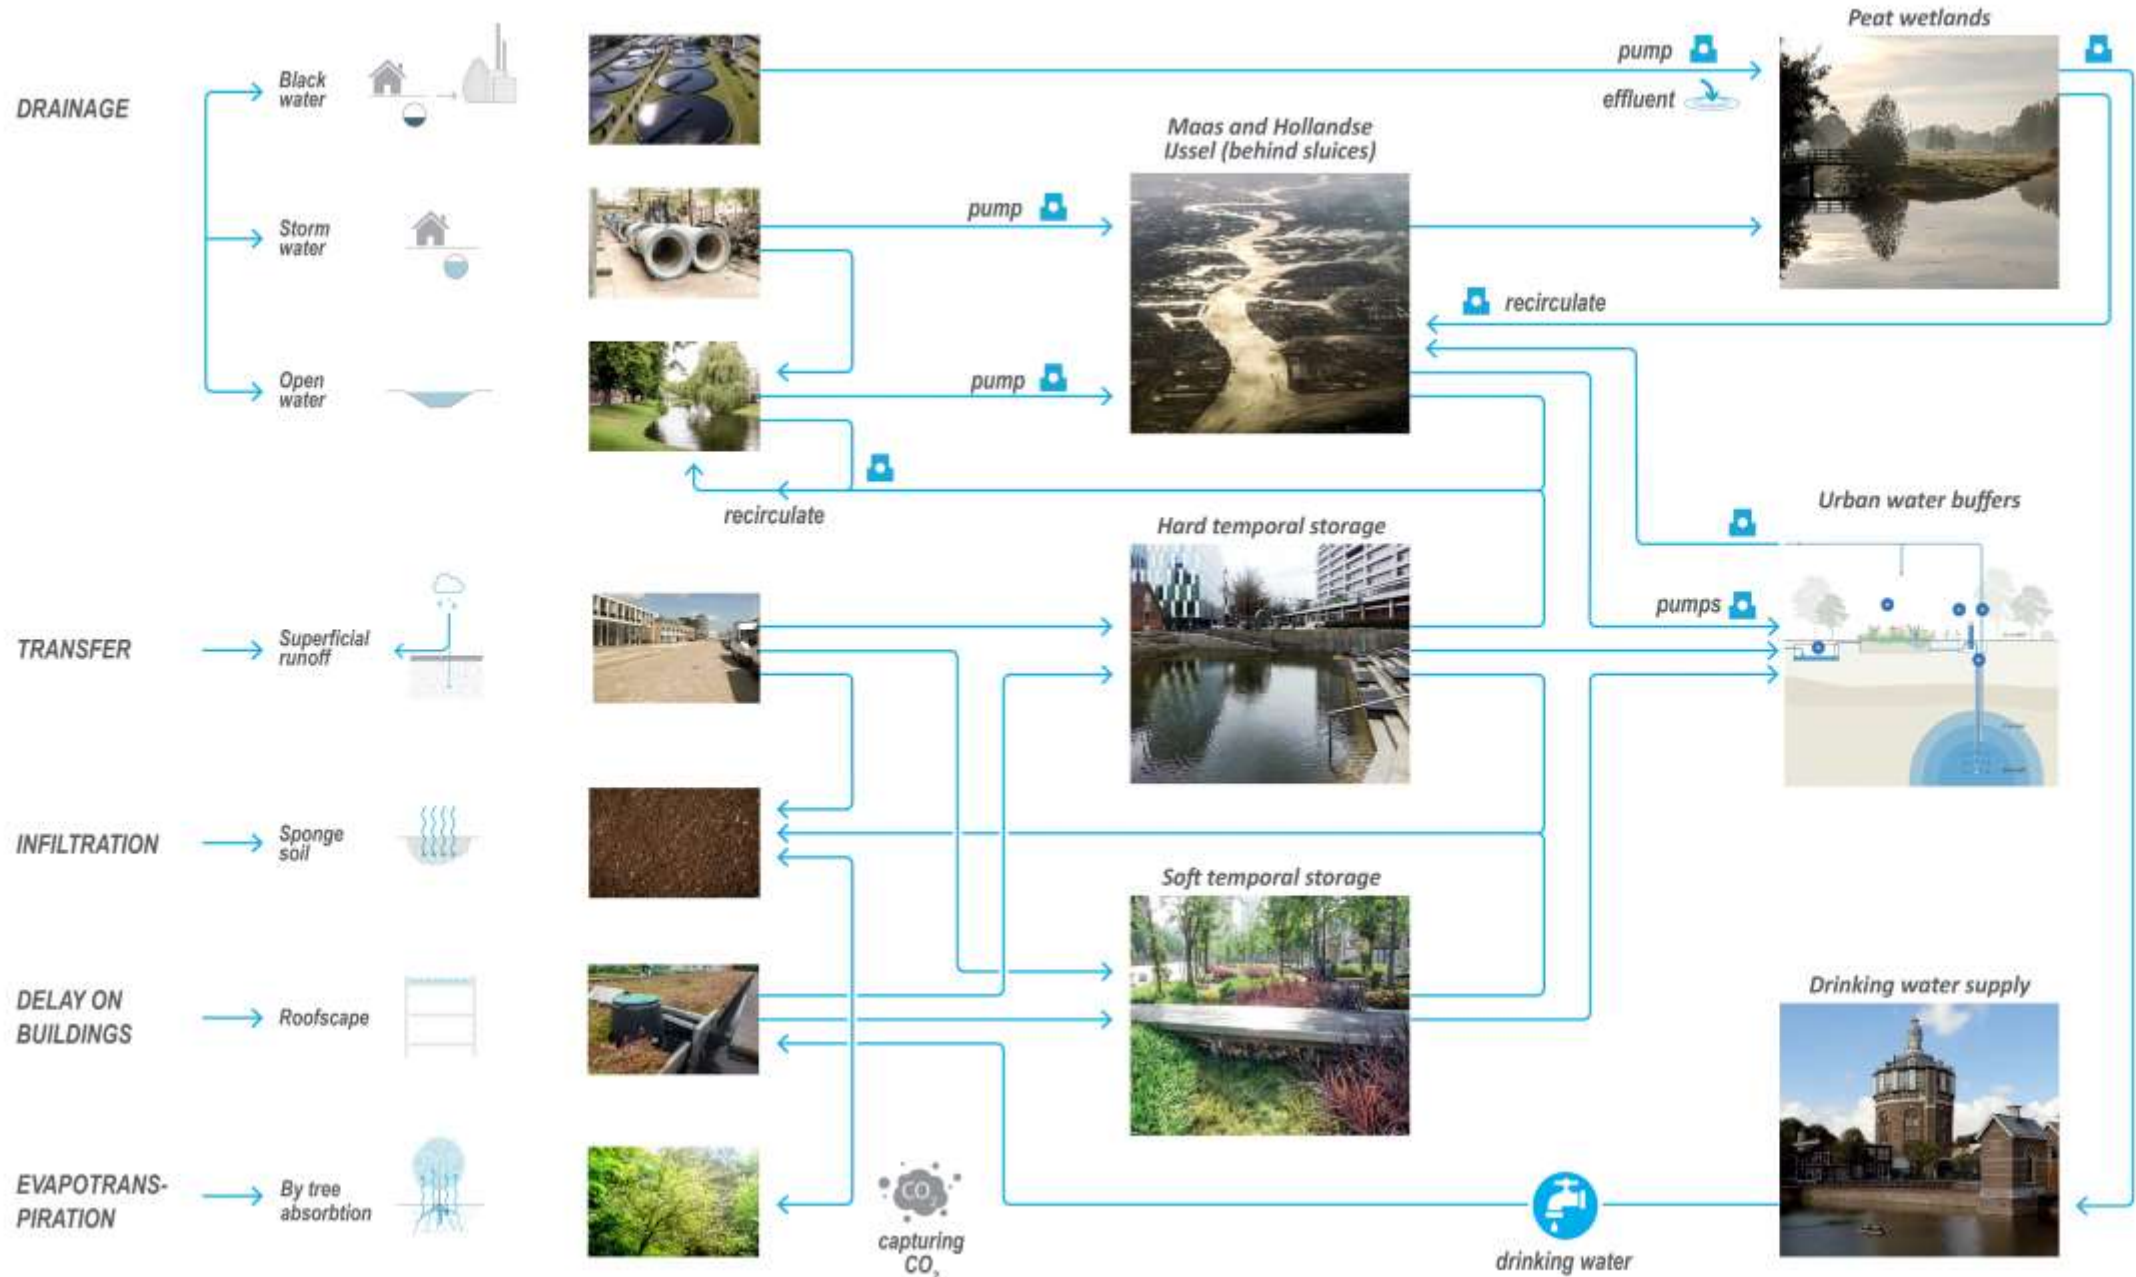 Peat wetlands
pump
effluent
Maas and Hollandse
IJssel (behind sluices)
DRAINAGE
Black
water
Storm
water
pump
recirculate
Open
water
pump
recirculate
Urban water buffers
Hard temporal storage
pumps
TRANSFER
Superficial
runoff
INFILTRATION
Sponge
soil
Soft temporal storage
DELAY ON
BUILDINGS
Roofscape
Drinking water supply
EVAPOTRANS-
PIRATION
By tree
absorbtion
CO2
capturing
CO2
drinking water